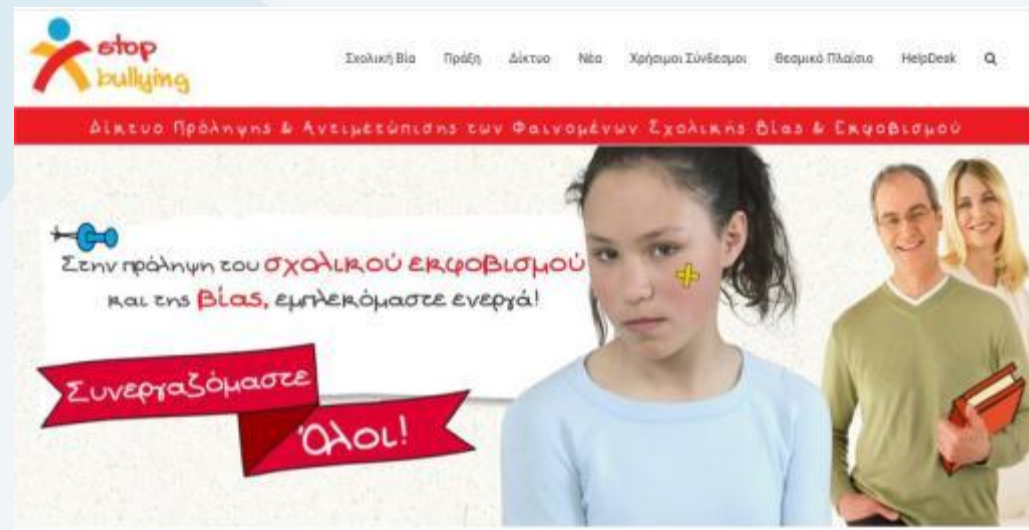 stop
bullying
Σχολική Βία Πράξη Δίκτυο Νέα Χρήσιμοι Σύνδεσμοι Θεσμικό Πλαίσιο HelpDesk
Δίκτυο Πρόληψης & Αντιμετώπισης των Φαινομένων Σχολικής Βίας & Εκφοβισμού
Στην πρόληψη του σχολικού εκφοβισμού
και της βίας, εμπλεκόμαστε ενεργά!
Συνεργαζόμαστε
Όλοι!